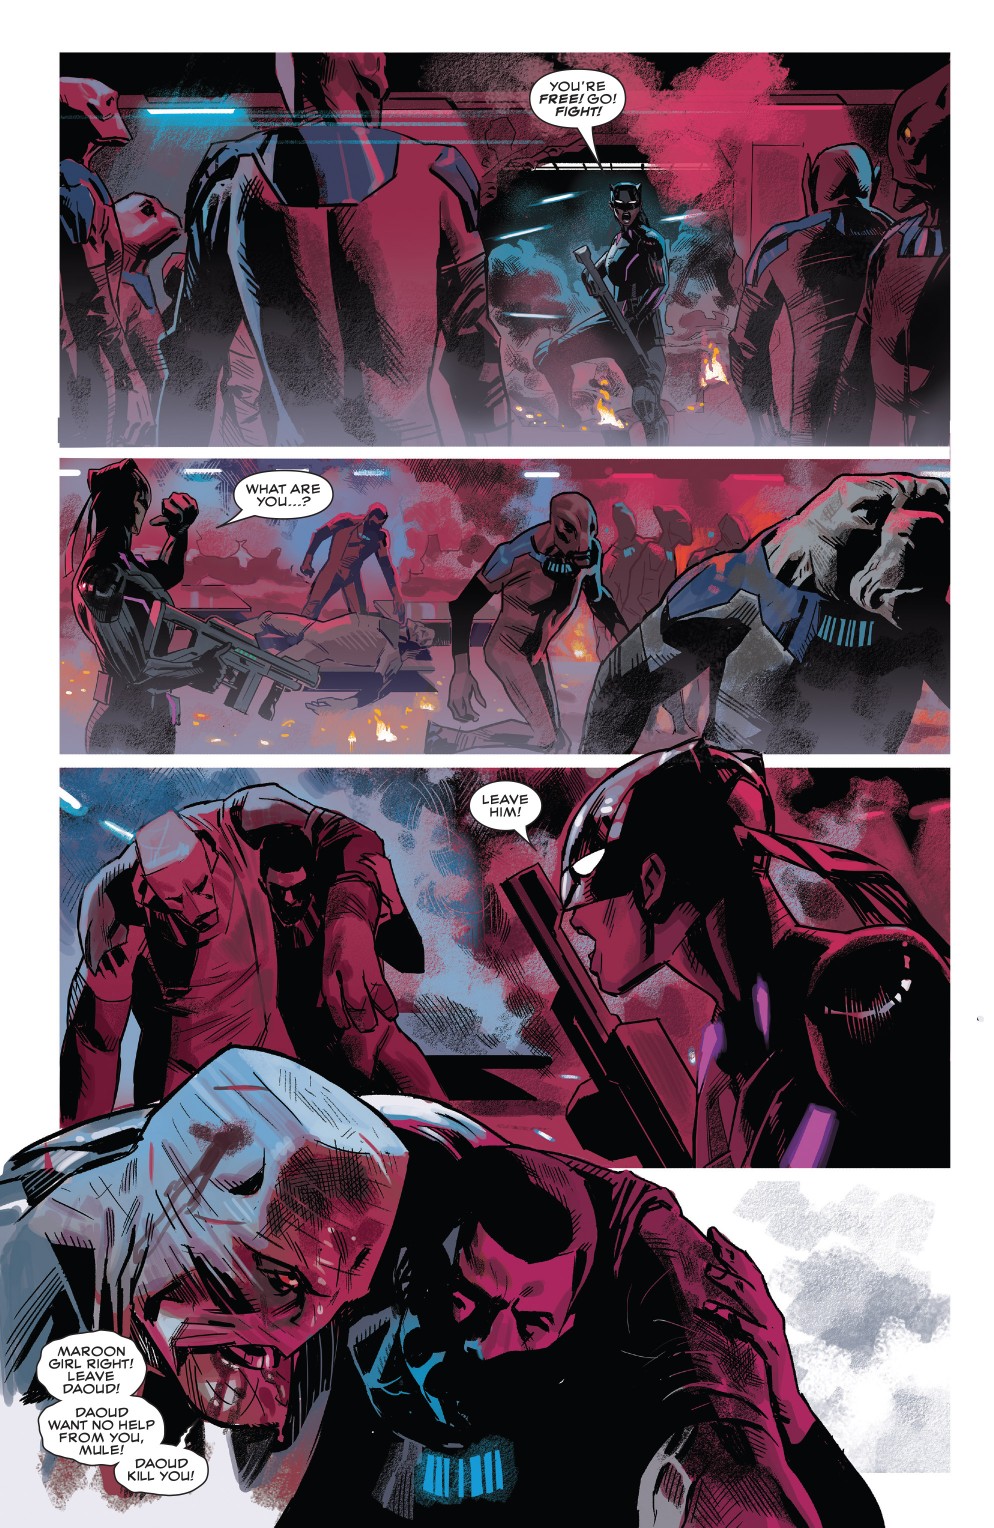 YOU'RE
FREE! GO!
FIGHT!
WHAT ARE
YOU...?
LEAVE
HIM!
MAROON
GIRL RIGHT!
LEAVE
DAOUD!
DAOUD
WANT NO HELP
FROM YOU,
MULE!
DAOUD
KILL YOU!